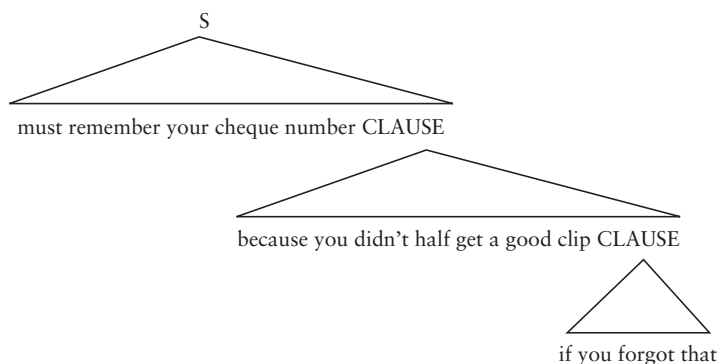 S
must remember your cheque number CLAUSE
because you didn't half get a good clip CLAUSE
if you forgot that